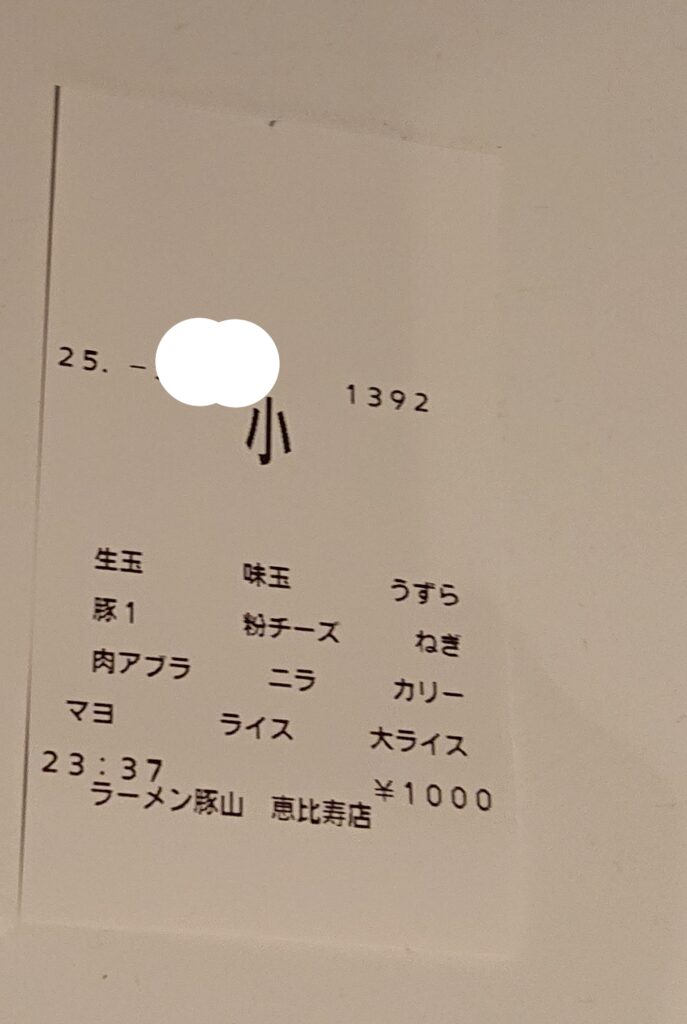 25. － 1392
小
生玉 味玉 うずら
豚1 粉チーズ ねぎ
肉アブラ ニラ カリー
マヨ ライス 大ライス
23:37 ¥1000
ラーメン豚山 恵比寿店